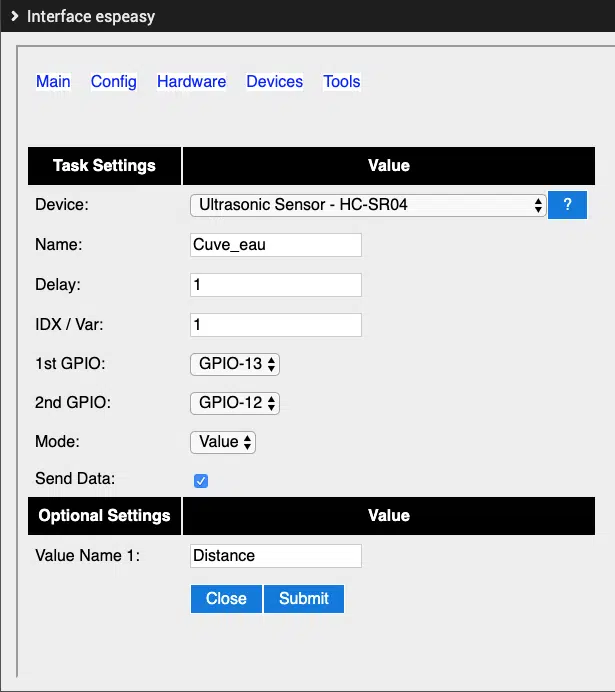 Interface espeasy
Main Config Hardware Devices Tools
Task Settings Value
Device: Ultrasonic Sensor - HC-SR04 ?
Name: Cuve_eau
Delay: 1
IDX / Var: 1
1st GPIO: GPIO-13
2nd GPIO: GPIO-12
Mode: Value
Send Data:
Optional Settings Value
Value Name 1: Distance
Close Submit